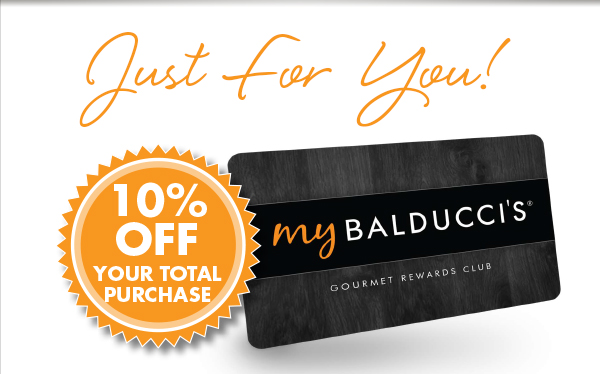 Just For You!
10%
OFF
YOUR TOTAL
PURCHASE
my BALDUCCI'S®
GOURMET REWARDS CLUB